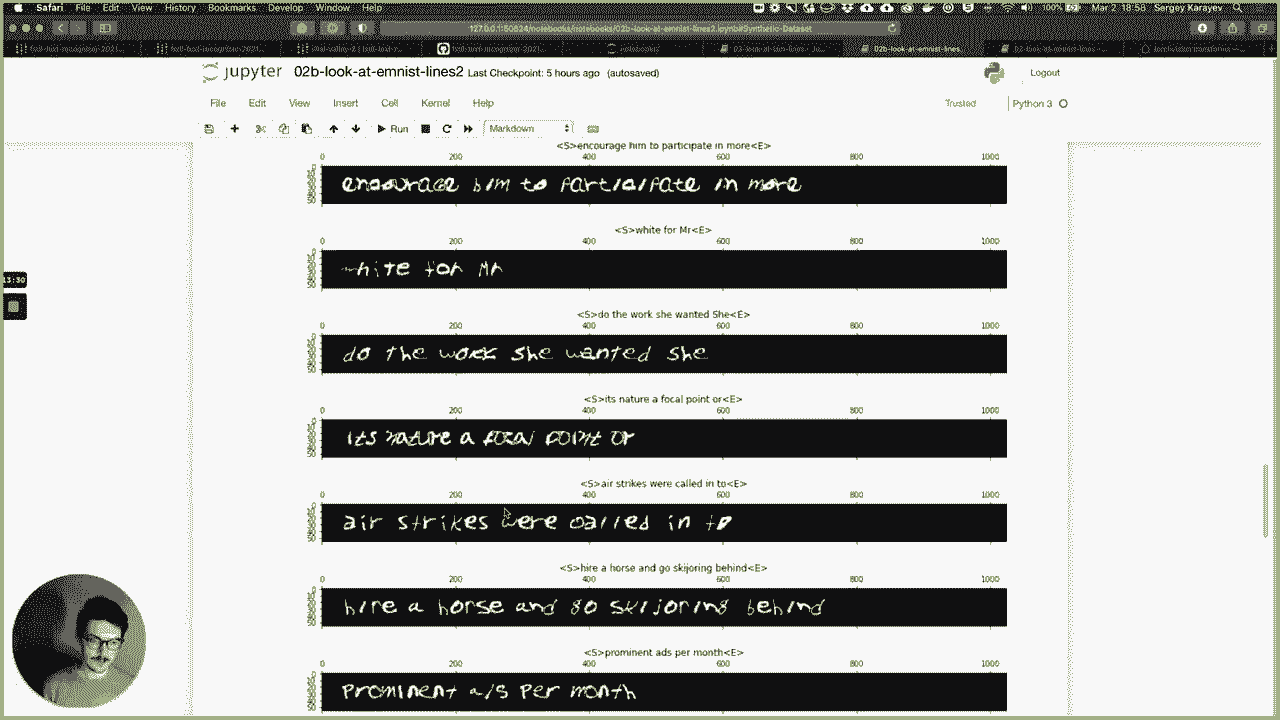 Safari File Edit View History Bookmarks Develop Window Help 100% Mar 2 18:58 Sergey Karayev
127.0.0.1:50824/notebooks/notebooks/02b-look-at-emnist-lines2.ipynb#Synthetic-Dataset
02b-look-at-emnist-lines
jupyter 02b-look-at-emnist-lines2 Last Checkpoint: 5 hours ago (autosaved) Logout
File Edit View Insert Cell Kernel Help Trusted Python 3
Run Markdown
<S>encourage him to participate in more<E>
0 200 400 600 800 1000
encourage him to participate in more
<S>white for Mr<E>
0 200 400 600 800 1000
white for Mr
<S>do the work she wanted She<E>
0 200 400 600 800 1000
do the work she wanted she
<S>its nature a focal point or<E>
0 200 400 600 800 1000
its nature a focal point or
<S>air strikes were called in to<E>
0 200 400 600 800 1000
air strikes were called in to
<S>hire a horse and go skijoring behind<E>
0 200 400 600 800 1000
hire a horse and go skijoring behind
<S>prominent ads per month<E>
0 200 400 600 800 1000
prominent ads per month
13:30